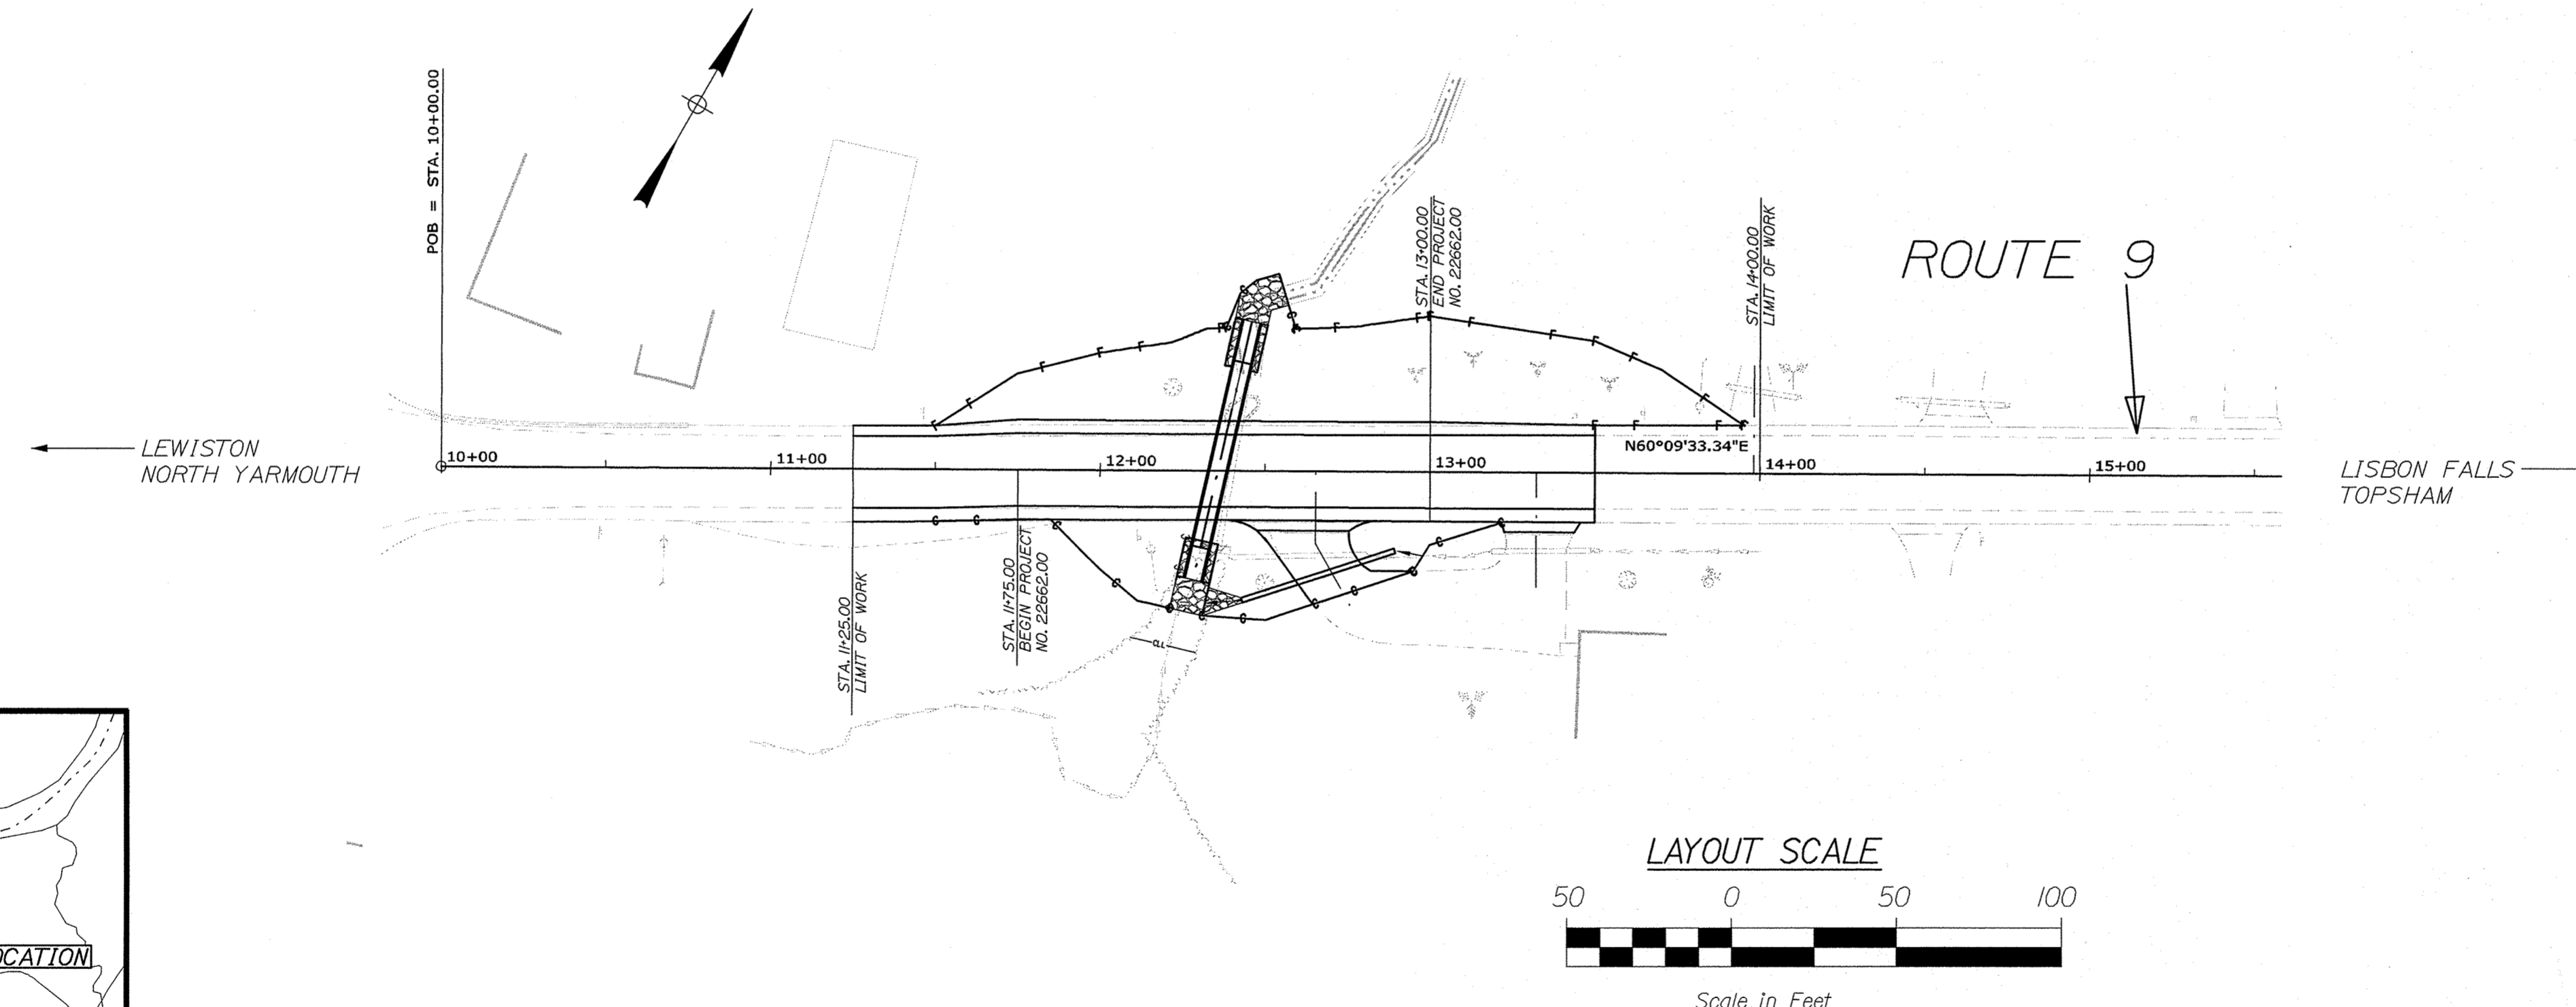 POB = STA. 10+00.00
STA. 13+00.00
END PROJECT
NO. 22662.00
STA. 14+00.00
LIMIT OF WORK
ROUTE 9
LEWISTON
NORTH YARMOUTH
10+00
11+00
12+00
13+00
N60°09'33.34"E
14+00
15+00
LISBON FALLS
TOPSHAM
STA. 11+25.00
LIMIT OF WORK
STA. 11+75.00
BEGIN PROJECT
NO. 22662.00
OCATION
LAYOUT SCALE
50 0 50 100
Scale in Feet